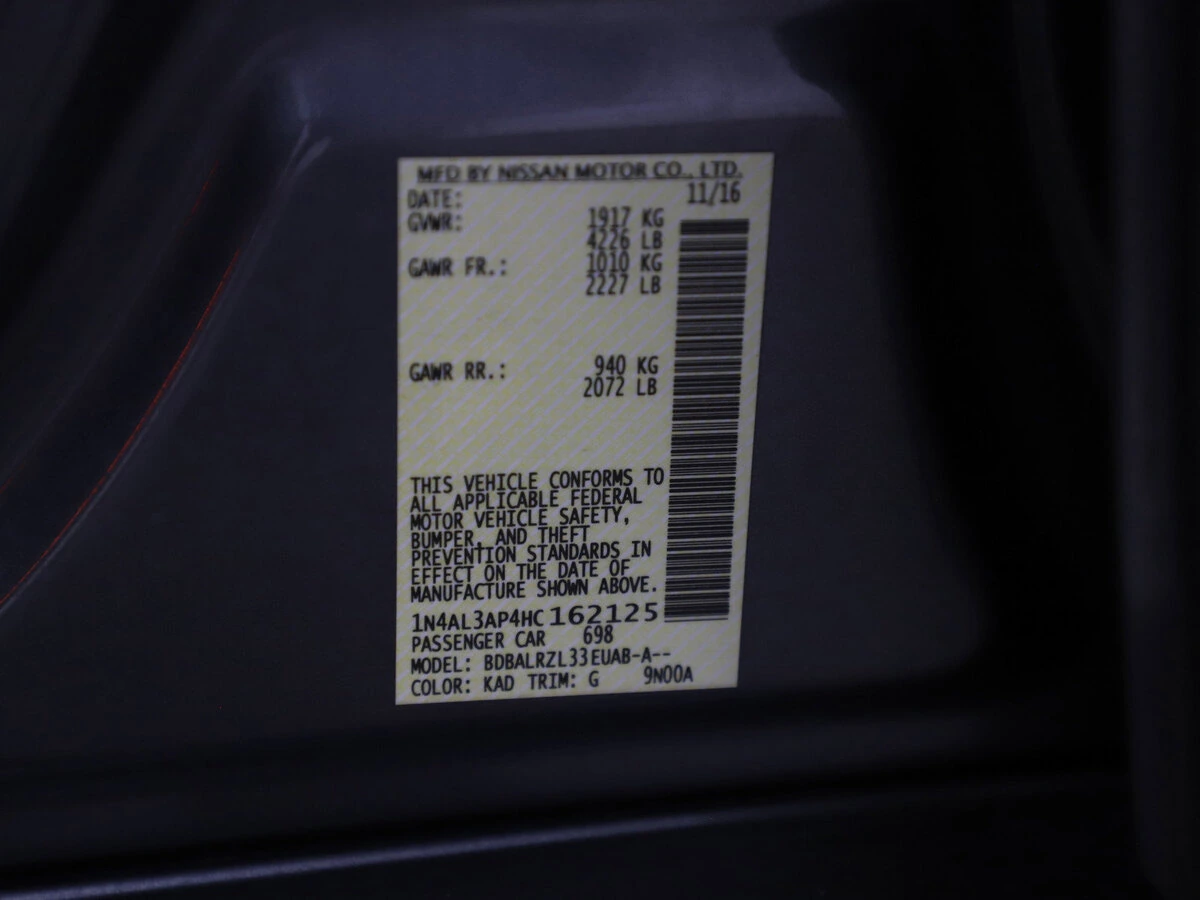 MFD BY NISSAN MOTOR CO., LTD.
DATE: 11/16
GVWR: 1917 KG
4226 LB
GAWR FR.: 1010 KG
2227 LB
GAWR RR.: 940 KG
2072 LB
THIS VEHICLE CONFORMS TO
ALL APPLICABLE FEDERAL
MOTOR VEHICLE SAFETY,
BUMPER, AND THEFT
PREVENTION STANDARDS IN
EFFECT ON THE DATE OF
MANUFACTURE SHOWN ABOVE.
1N4AL3AP4HC162125
PASSENGER CAR 698
MODEL: BDBALRZL33EUAB-A--
COLOR: KAD TRIM: G 9N00A